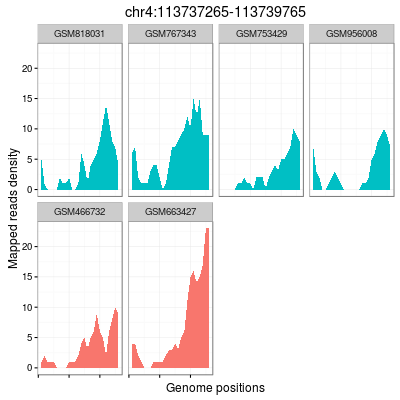 chr4:113737265-113739765
GSM818031 GSM767343 GSM753429 GSM956008
20
15
10
5
0
Mapped reads density
GSM466732 GSM663427
20
15
10
5
0
Genome positions